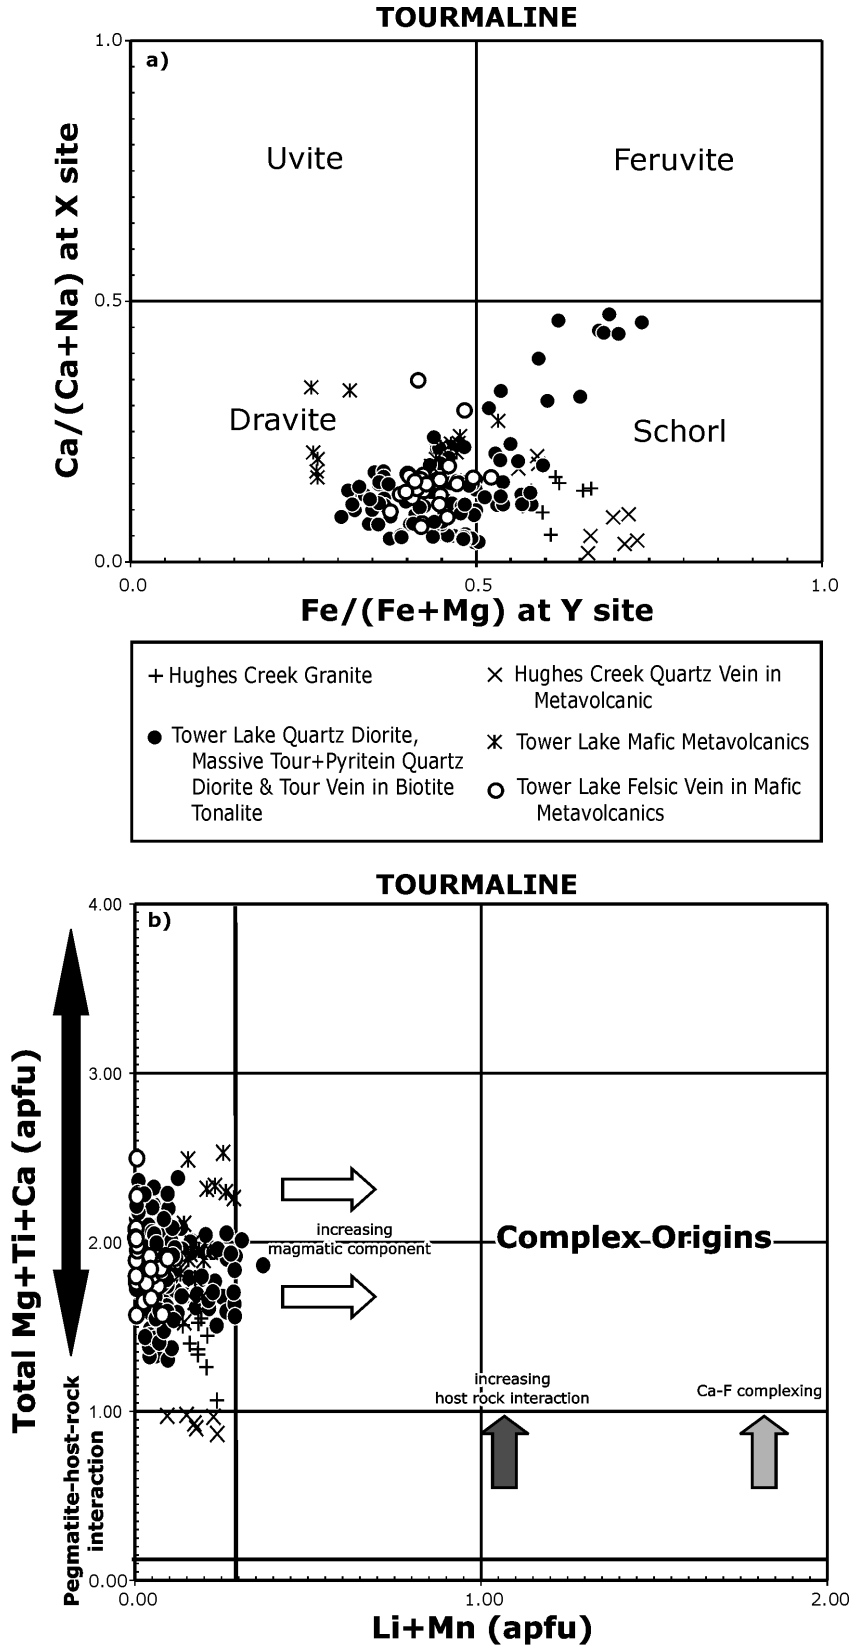 TOURMALINE
1.0
a)
Uvite
Feruvite
Ca/(Ca+Na) at X site
0.5
Dravite
Schorl
0.0
0.0
0.5
1.0
Fe/(Fe+Mg) at Y site
Hughes Creek Granite
Tower Lake Quartz Diorite,
Massive Tour+Pyritein Quartz
Diorite & Tour Vein in Biotite
Tonalite
Hughes Creek Quartz Vein in
Metavolcanic
Tower Lake Mafic Metavolcanics
Tower Lake Felsic Vein in Mafic
Metavolcanics
TOURMALINE
4.00
b)
3.00
Total Mg+Ti+Ca (apfu)
increasing
magmatic component
2.00
Complex Origins
increasing
host rock interaction
Ca-F complexing
1.00
Pegmatite-host-rock
interaction
0.00
0.00
1.00
2.00
Li+Mn (apfu)